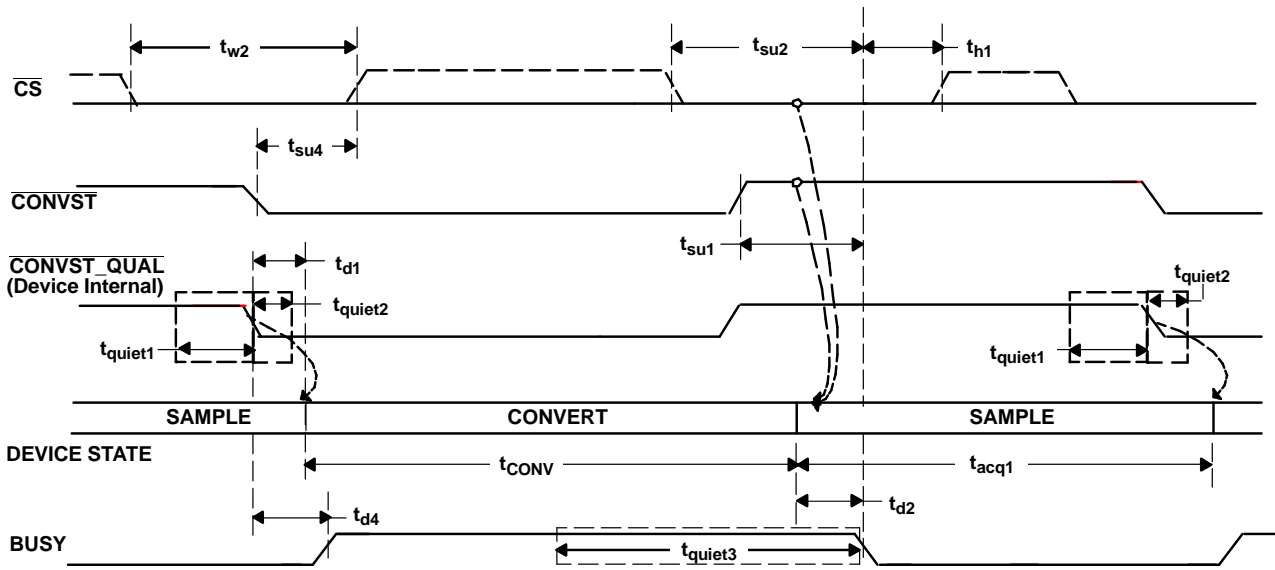 tw2
tsu2
th1
CS
tsu4
CONVST
tsu1
CONVST_QUAL
(Device Internal)
td1
tquiet2
tquiet1
tquiet2
tquiet1
SAMPLE
CONVERT
SAMPLE
DEVICE STATE
tCONV
tacq1
td4
td2
BUSY
tquiet3